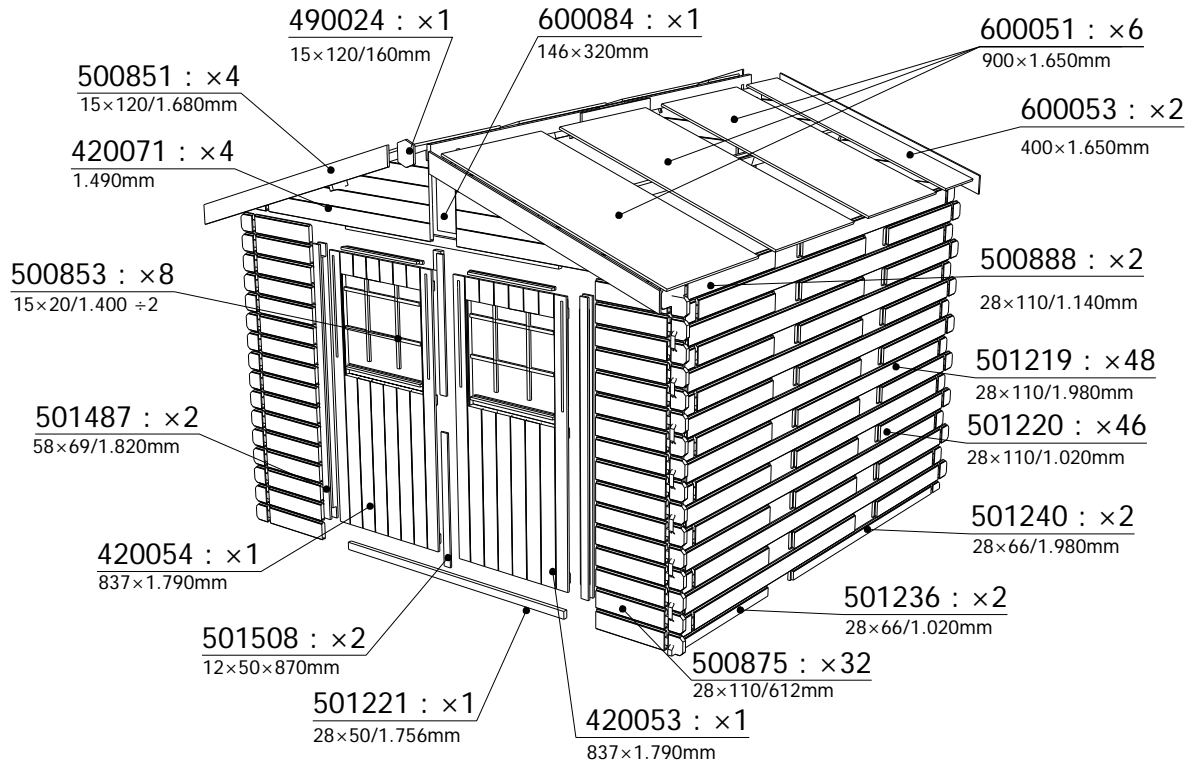 490024 : ×1
15×120/160mm
600084 : ×1
146×320mm
600051 : ×6
900×1.650mm
500851 : ×4
15×120/1.680mm
600053 : ×2
400×1.650mm
420071 : ×4
1.490mm
500853 : ×8
15×20/1.400 ÷2
500888 : ×2
28×110/1.140mm
501219 : ×48
28×110/1.980mm
501487 : ×2
58×69/1.820mm
501220 : ×46
28×110/1.020mm
501240 : ×2
28×66/1.980mm
420054 : ×1
837×1.790mm
501236 : ×2
28×66/1.020mm
501508 : ×2
12×50×870mm
500875 : ×32
28×110/612mm
501221 : ×1
28×50/1.756mm
420053 : ×1
837×1.790mm